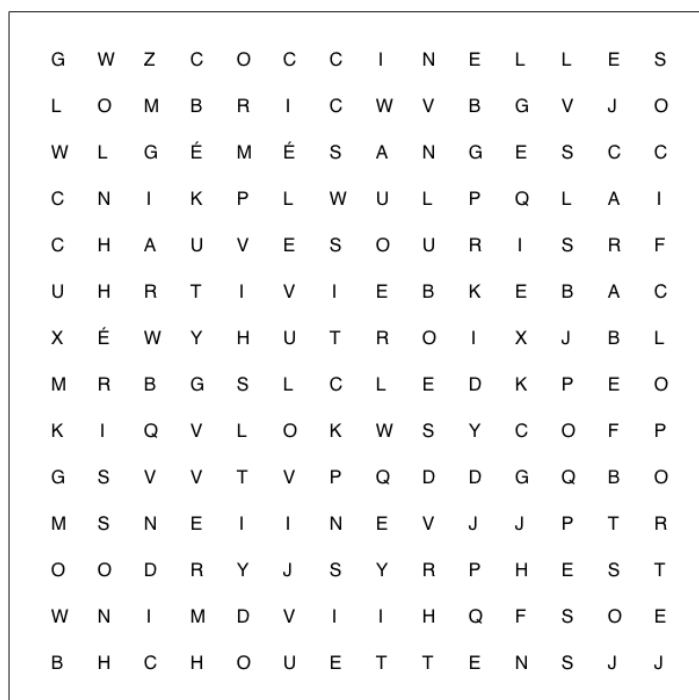 G W Z C O C C I N E L L E S
L O M B R I C W V B G V J O
W L G É M É S A N G E S C C
C N I K P L W U L P Q L A I
C H A U V E S O U R I S R F
U H R T I V I E B K E B A C
X É W Y H U T R O I X J B L
M R B G S L C L E D K P E O
K I Q V L O K W S Y C O F P
G S V V T V P Q D D G Q B O
M S N E I I N E V J J P T R
O O D R Y J S Y R P H E S T
W N I M D V I I H Q F S O E
B H C H O U E T T E N S J J